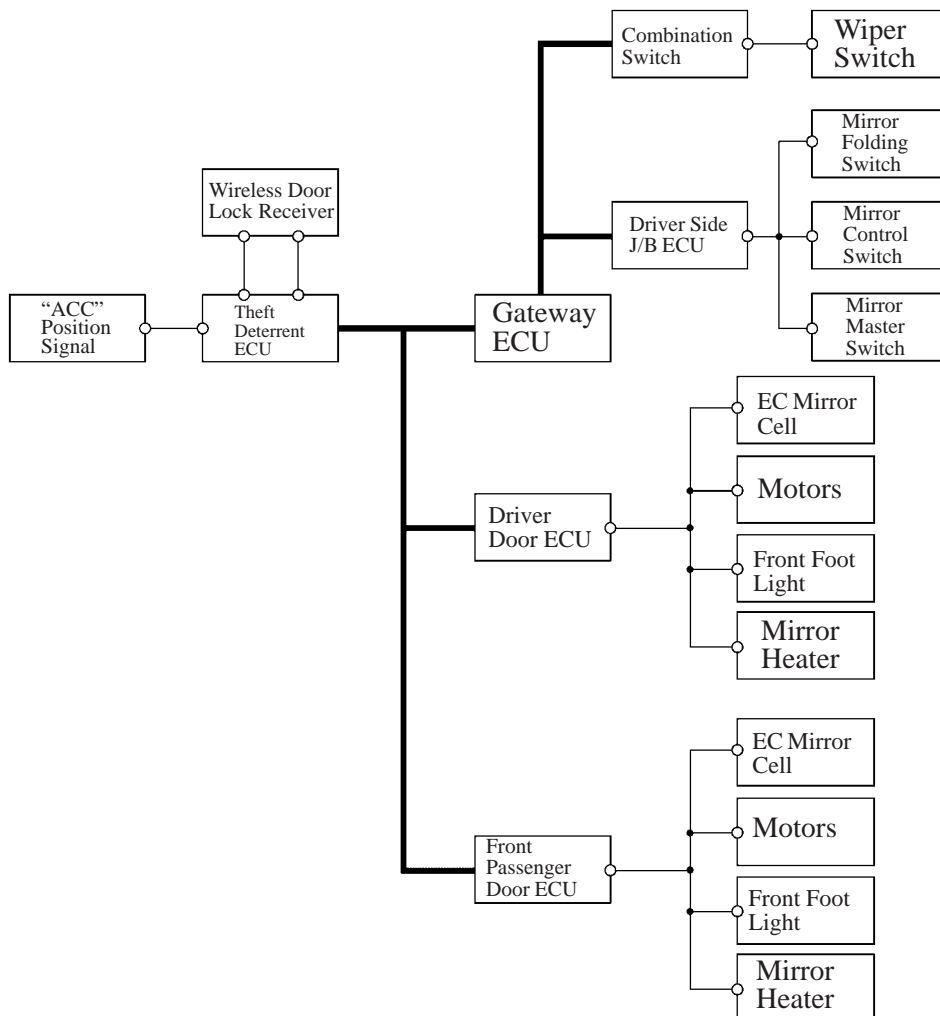 Combination
Switch
Wiper
Switch
Mirror
Folding
Switch
Wireless Door
Lock Receiver
Driver Side
J/B ECU
Mirror
Control
Switch
“ACC”
Position
Signal
Theft
Deterrent
ECU
Gateway
ECU
Mirror
Master
Switch
EC Mirror
Cell
Motors
Driver
Door ECU
Front Foot
Light
Mirror
Heater
EC Mirror
Cell
Motors
Front
Passenger
Door ECU
Front Foot
Light
Mirror
Heater